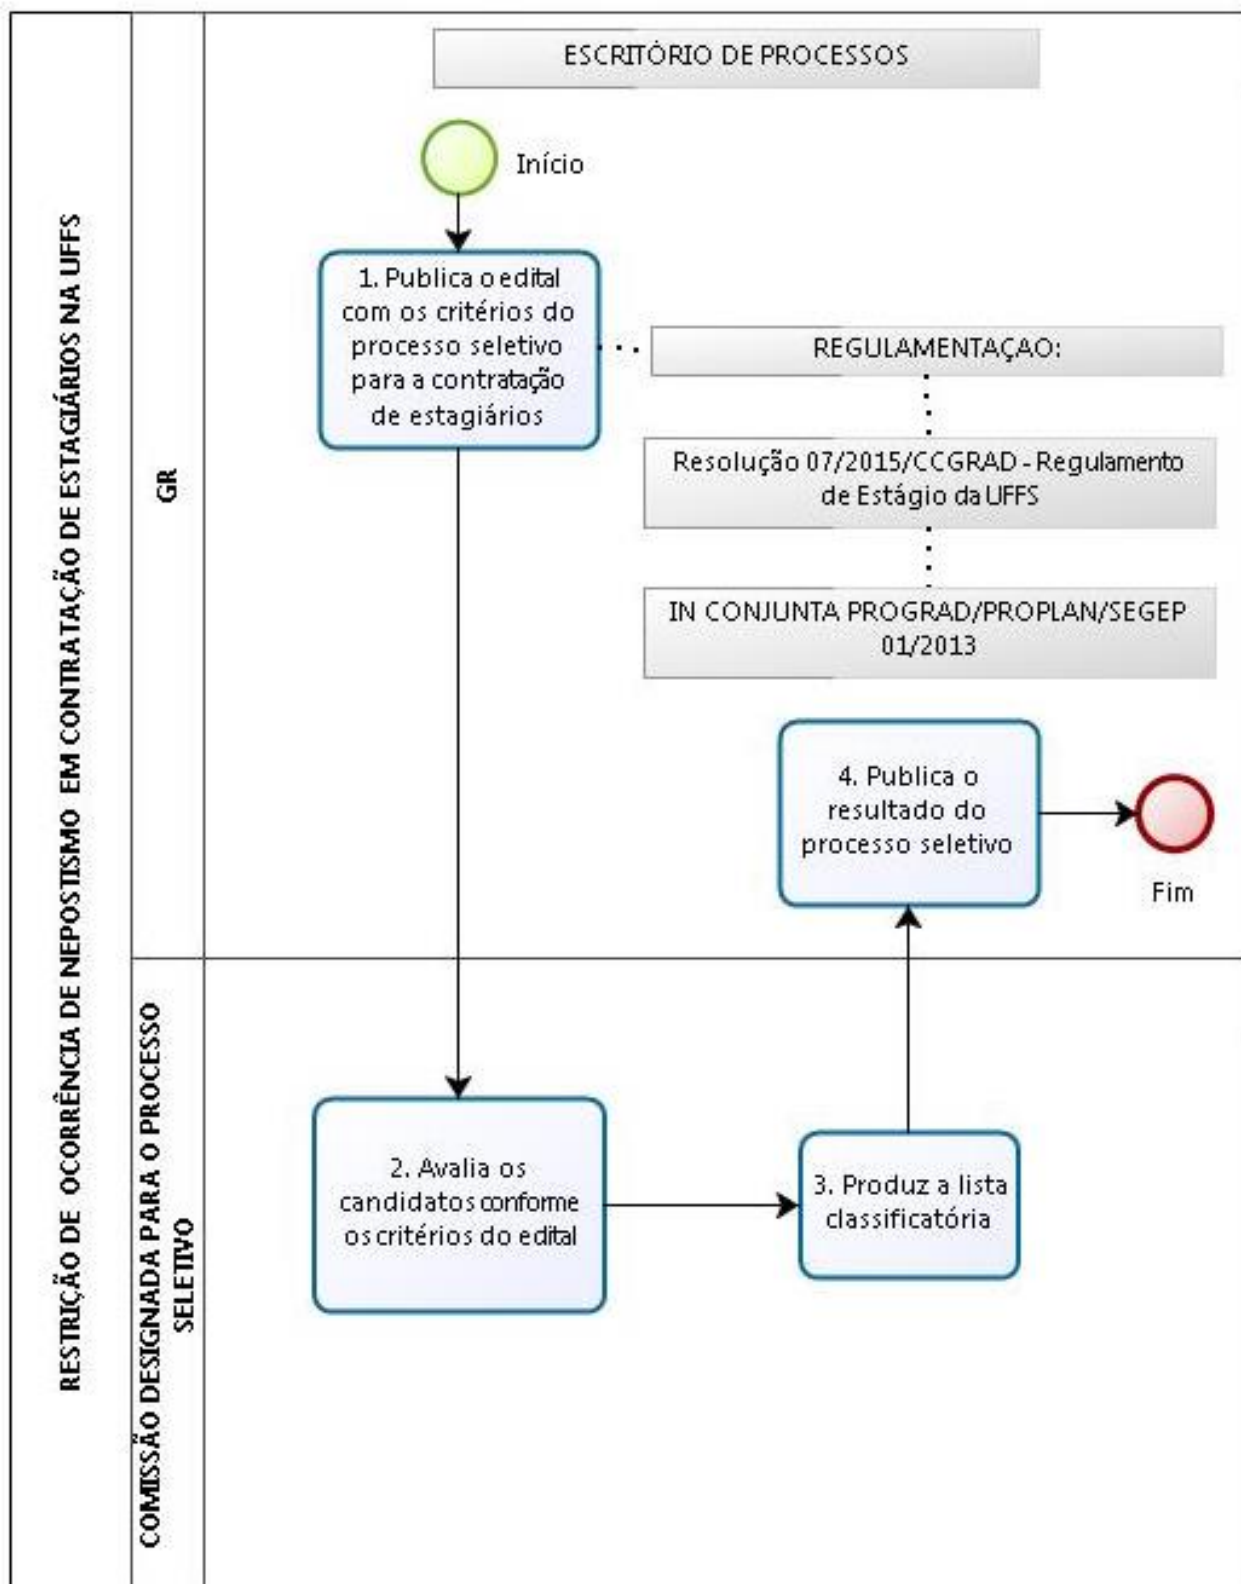 RESTRIÇÃO DE OCORRÊNCIA DE NEPOSTISMO EM CONTRATAÇÃO DE ESTAGIÁRIOS NA UFFS
GR
ESCRITÓRIO DE PROCESSOS
Início
1. Publica o edital
com os critérios do
processo seletivo
para a contratação
de estagiários
REGULAMENTAÇAO:
Resolução 07/2015/CCGRAD - Regulamento
de Estágio da UFFS
IN CONJUNTA PROGRAD/PROPLAN/SEGEP
01/2013
4. Publica o
resultado do
processo seletivo
Fim
COMISSÃO DESIGNADA PARA O PROCESSO
SELETIVO
2. Avalia os
candidatos conforme
os critérios do edital
3. Produz a lista
classificatória